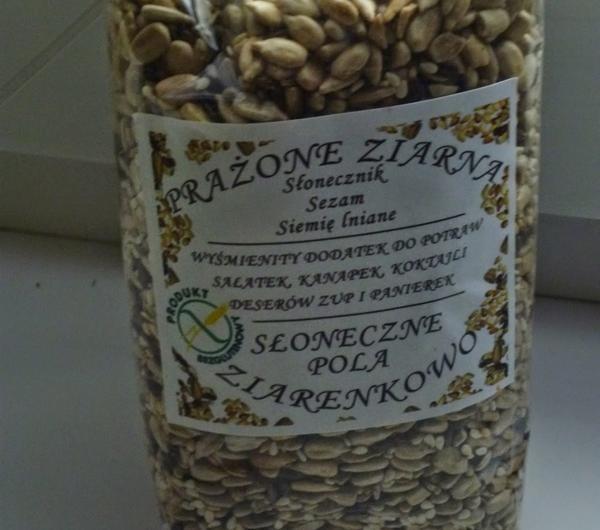 PRAŻONE ZIARNA
Słonecznik
Sezam
Siemię lniane
WYŚMIENITY DODATEK DO POTRAW
SAŁATEK, KANAPEK, KOKTAJLI
DESERÓW ZUP I PANIEREK
PRODUKT
BEZGLUTENOWY
SŁONECZNE
POLA
ZIARENKOWO